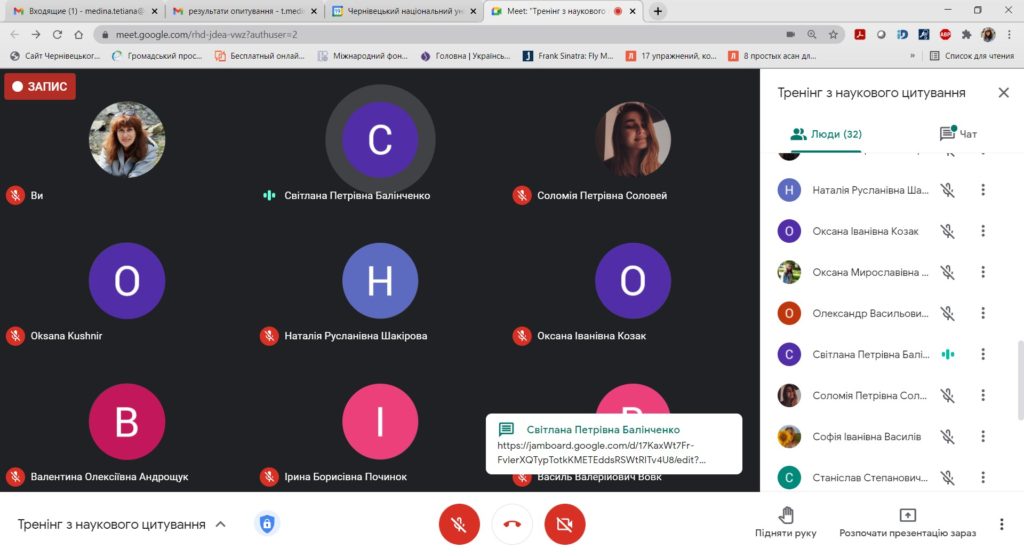 Входящие (1) - medina.tetiana@
результати опитування - t.medi
Чернівецький національний уні
Meet: "Тренінг з наукового
meet.google.com/rhd-jdea-vwz?authuser=2
Сайт Чернівецького...
Громадський прос...
Бесплатный онлай...
Міжнародний фон...
Головна | Українсь...
Frank Sinatra: Fly M...
17 упражнений, ко...
8 простых асан дл...
»
Список для чтения
ЗАПИС
Ви
С
Світлана Петрівна Балінченко
Соломія Петрівна Соловей
O
Oksana Kushnir
Н
Наталія Русланівна Шакірова
О
Оксана Іванівна Козак
В
Валентина Олексіївна Андрощук
І
Ірина Борисівна Починок
Василь Валерійович Вовк
Світлана Петрівна Балінченко
https://jamboard.google.com/d/17KaxWt7Fr-
FvlerXQTypTotkKMETEddsRSWtRlTv4U8/edit?...
Тренінг з наукового цитування
Люди (32)
Чат
Н
Наталія Русланівна Ша...
О
Оксана Іванівна Козак
Оксана Мирославівна ...
О
Олександр Васильови...
С
Світлана Петрівна Балі...
Соломія Петрівна Сол...
Софія Іванівна Василів
С
Станіслав Степанович...
Тренінг з наукового цитування
Підняти руку
Розпочати презентацію зараз